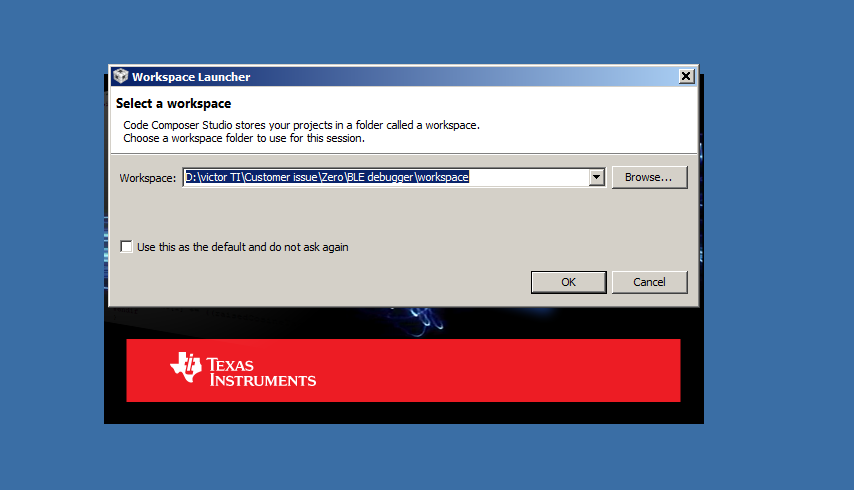 Workspace Launcher
Select a workspace
Code Composer Studio stores your projects in a folder called a workspace.
Choose a workspace folder to use for this session.
Workspace: D:\victor TI\Customer issue\Zero\BLE debugger\workspace Browse...
Use this as the default and do not ask again
OK Cancel
TEXAS
INSTRUMENTS